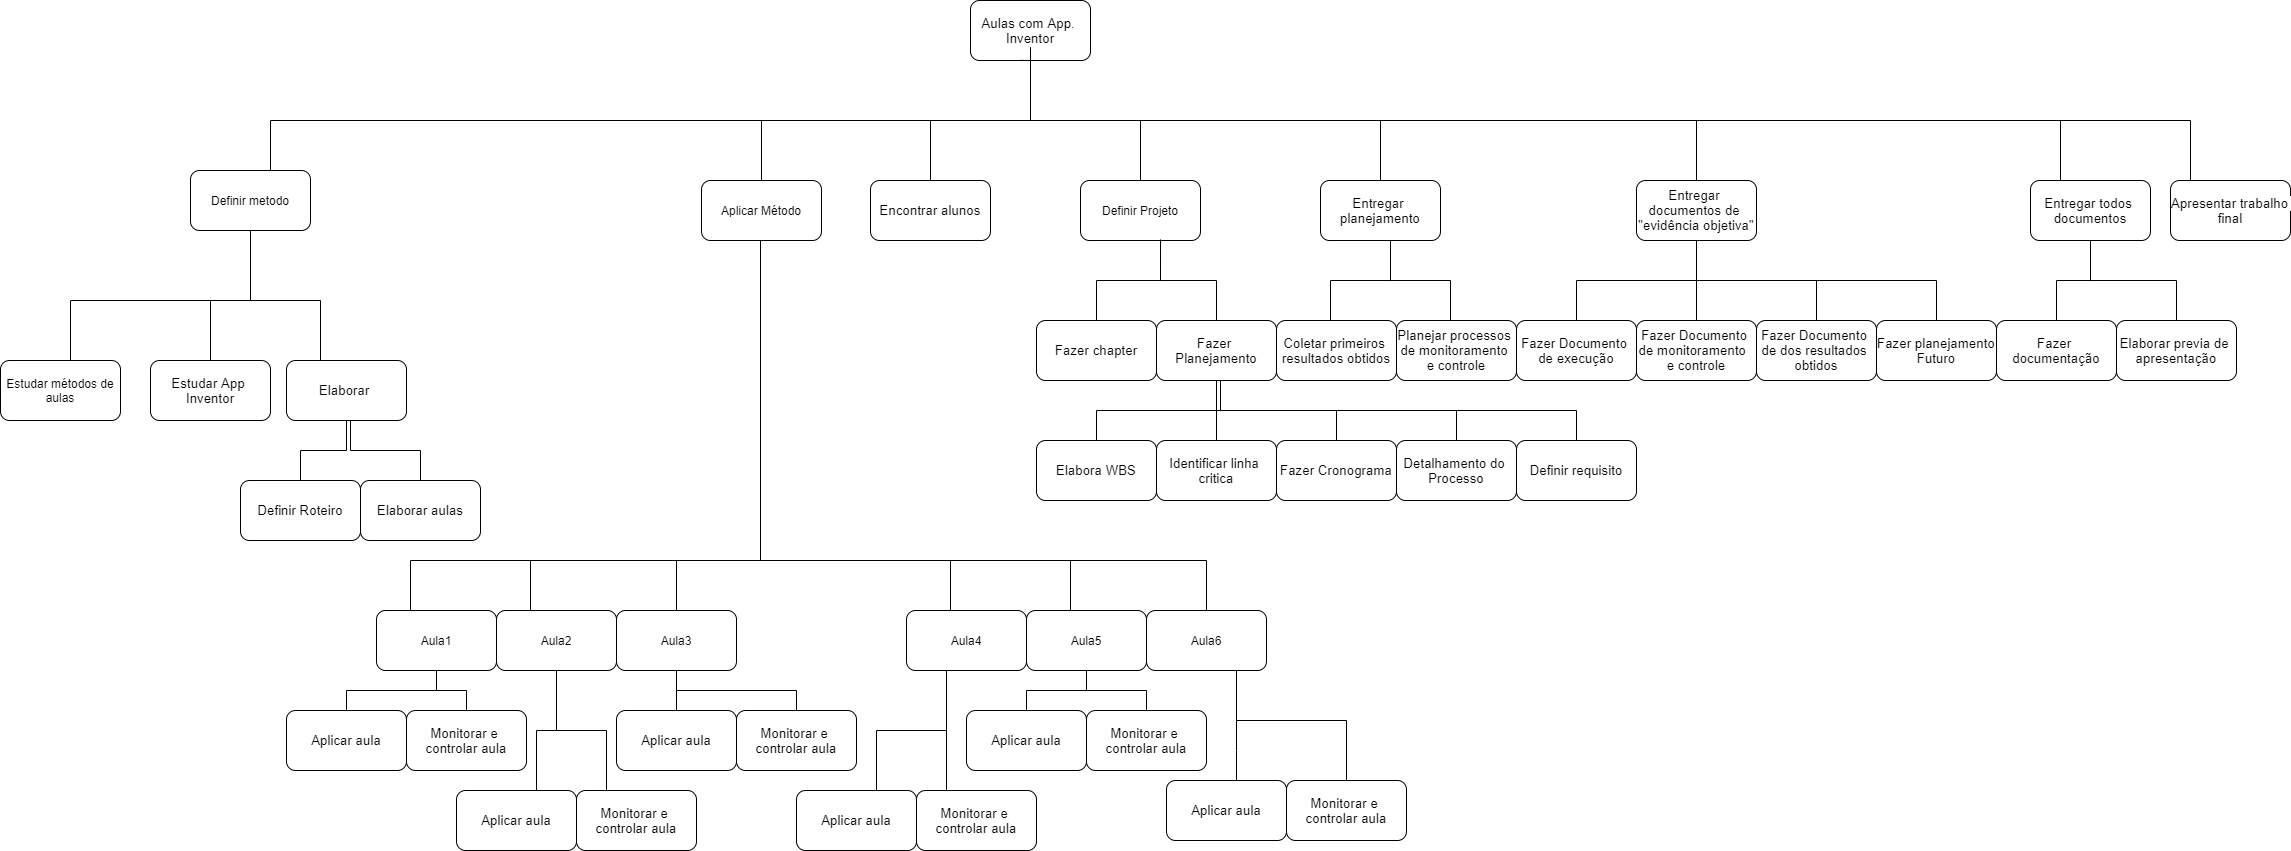 Aulas com App.
Inventor
Definir metodo
Aplicar Método
Encontrar alunos
Definir Projeto
Entregar
planejamento
Entregar
documentos de
"evidência objetiva"
Entregar todos
documentos
Apresentar trabalho
final
Estudar métodos de
aulas
Estudar App
Inventor
Elaborar
Fazer chapter
Fazer
Planejamento
Coletar primeiros
resultados obtidos
Planejar processos
de monitoramento
e controle
Fazer Documento
de execução
Fazer Documento
de monitoramento
e controle
Fazer Documento
de dos resultados
obtidos
Fazer planejamento
Futuro
Fazer
documentação
Elaborar previa de
apresentação
Definir Roteiro
Elaborar aulas
Elabora WBS
Identificar linha
critica
Fazer Cronograma
Detalhamento do
Processo
Definir requisito
Aula1
Aula2
Aula3
Aula4
Aula5
Aula6
Aplicar aula
Monitorar e
controlar aula
Aplicar aula
Monitorar e
controlar aula
Aplicar aula
Monitorar e
controlar aula
Aplicar aula
Monitorar e
controlar aula
Aplicar aula
Monitorar e
controlar aula
Aplicar aula
Monitorar e
controlar aula